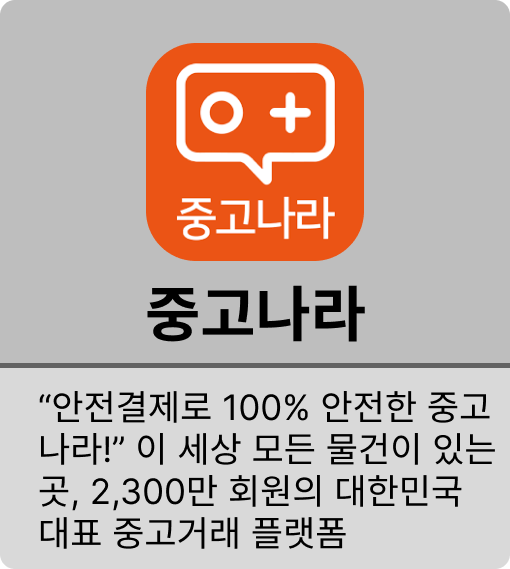 중고나라
중고나라
“안전결제로 100% 안전한 중고
나라!” 이 세상 모든 물건이 있는
곳, 2,300만 회원의 대한민국
대표 중고거래 플랫폼